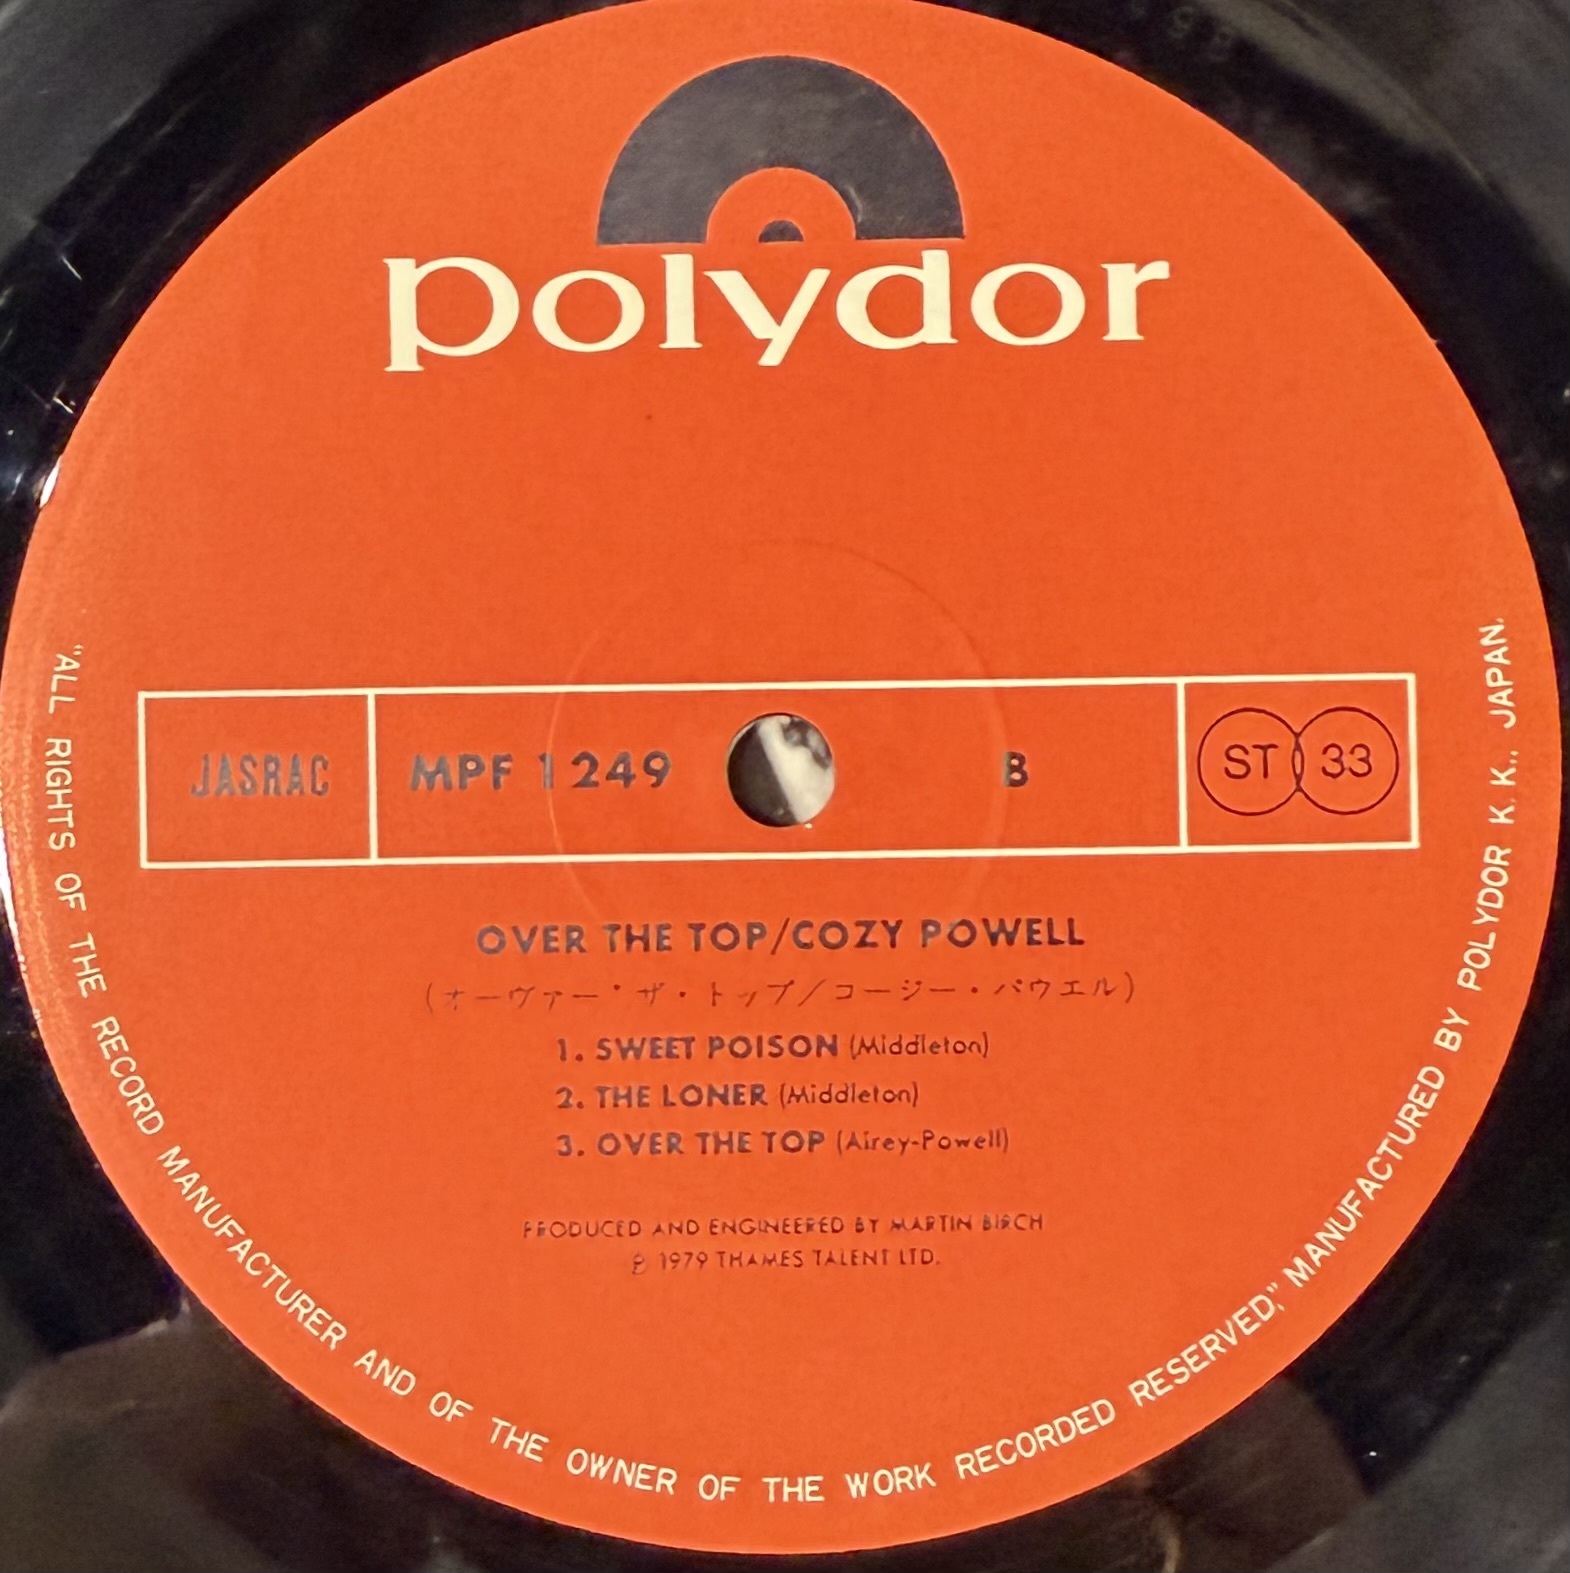 polydor
JASRAC
MPF 1249
B
ST 33
OVER THE TOP/COZY POWELL
(オーヴァー・ザ・トップ/コージー・パウエル)
1. SWEET POISON (Middleton)
2. THE LONER (Middleton)
3. OVER THE TOP (Airey-Powell)
PRODUCED AND ENGINEERED BY MARTIN BIRCH
℗ 1979 THAMES TALENT LTD.
"ALL RIGHTS OF THE RECORD MANUFACTURER AND OF THE OWNER OF THE WORK RECORDED RESERVED," MANUFACTURED BY POLYDOR K. K., JAPAN.